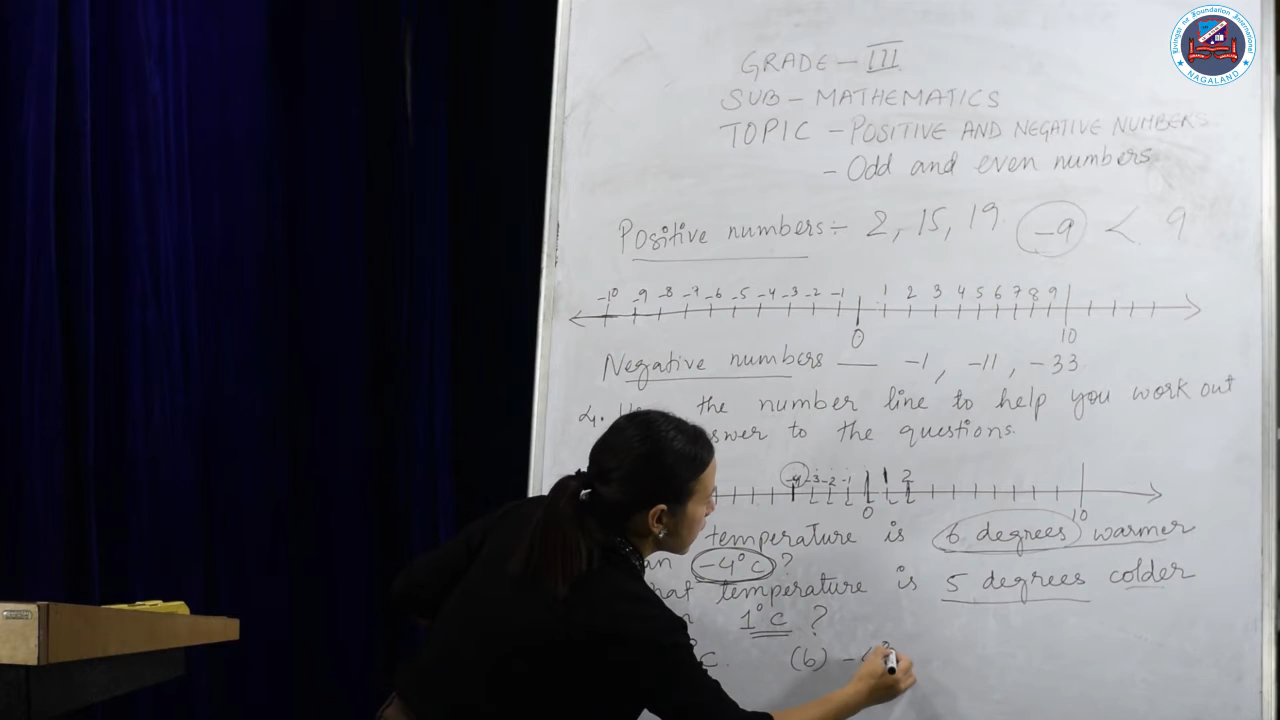 GRADE - III
SUB - MATHEMATICS
TOPIC - POSITIVE AND NEGATIVE NUMBERS
- Odd and even numbers
Positive numbers ÷ 2, 15, 19 -9 < 9
-10 -9 -8 -7 -6 -5 -4 -3 -2 -1 1 2 3 4 5 6 7 8 9
0 10
Negative numbers — -1, -11, -33
the number line to help you work out
to the questions.
-4 -3 -2 -1 1 2
0 10
temperature is 6 degrees warmer
-4°C ?
temperature is 5 degrees colder
1°C ?
C. (b) -4
NAGALAND